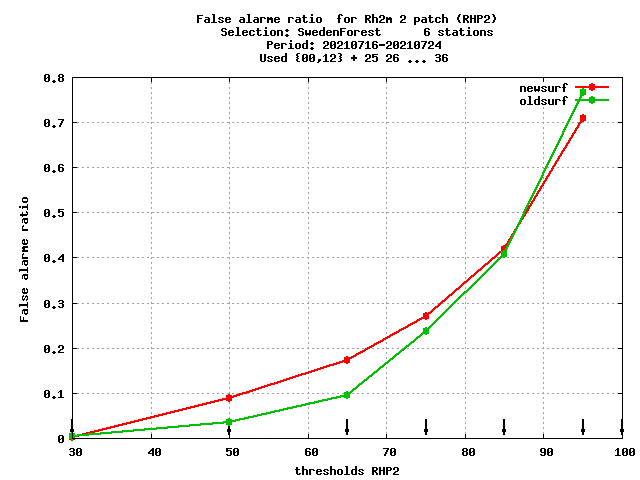 False alarme ratio  for Rh2m 2 patch (RHP2)
Selection: SwedenForest      6 stations
Period: 20210716-20210724
Used {00,12} + 25 26 ... 36
newsurf
oldsurf
0.8
0.7
0.6
0.5
0.4
0.3
0.2
0.1
0
False alarme ratio
30 40 50 60 70 80 90 100
thresholds RHP2